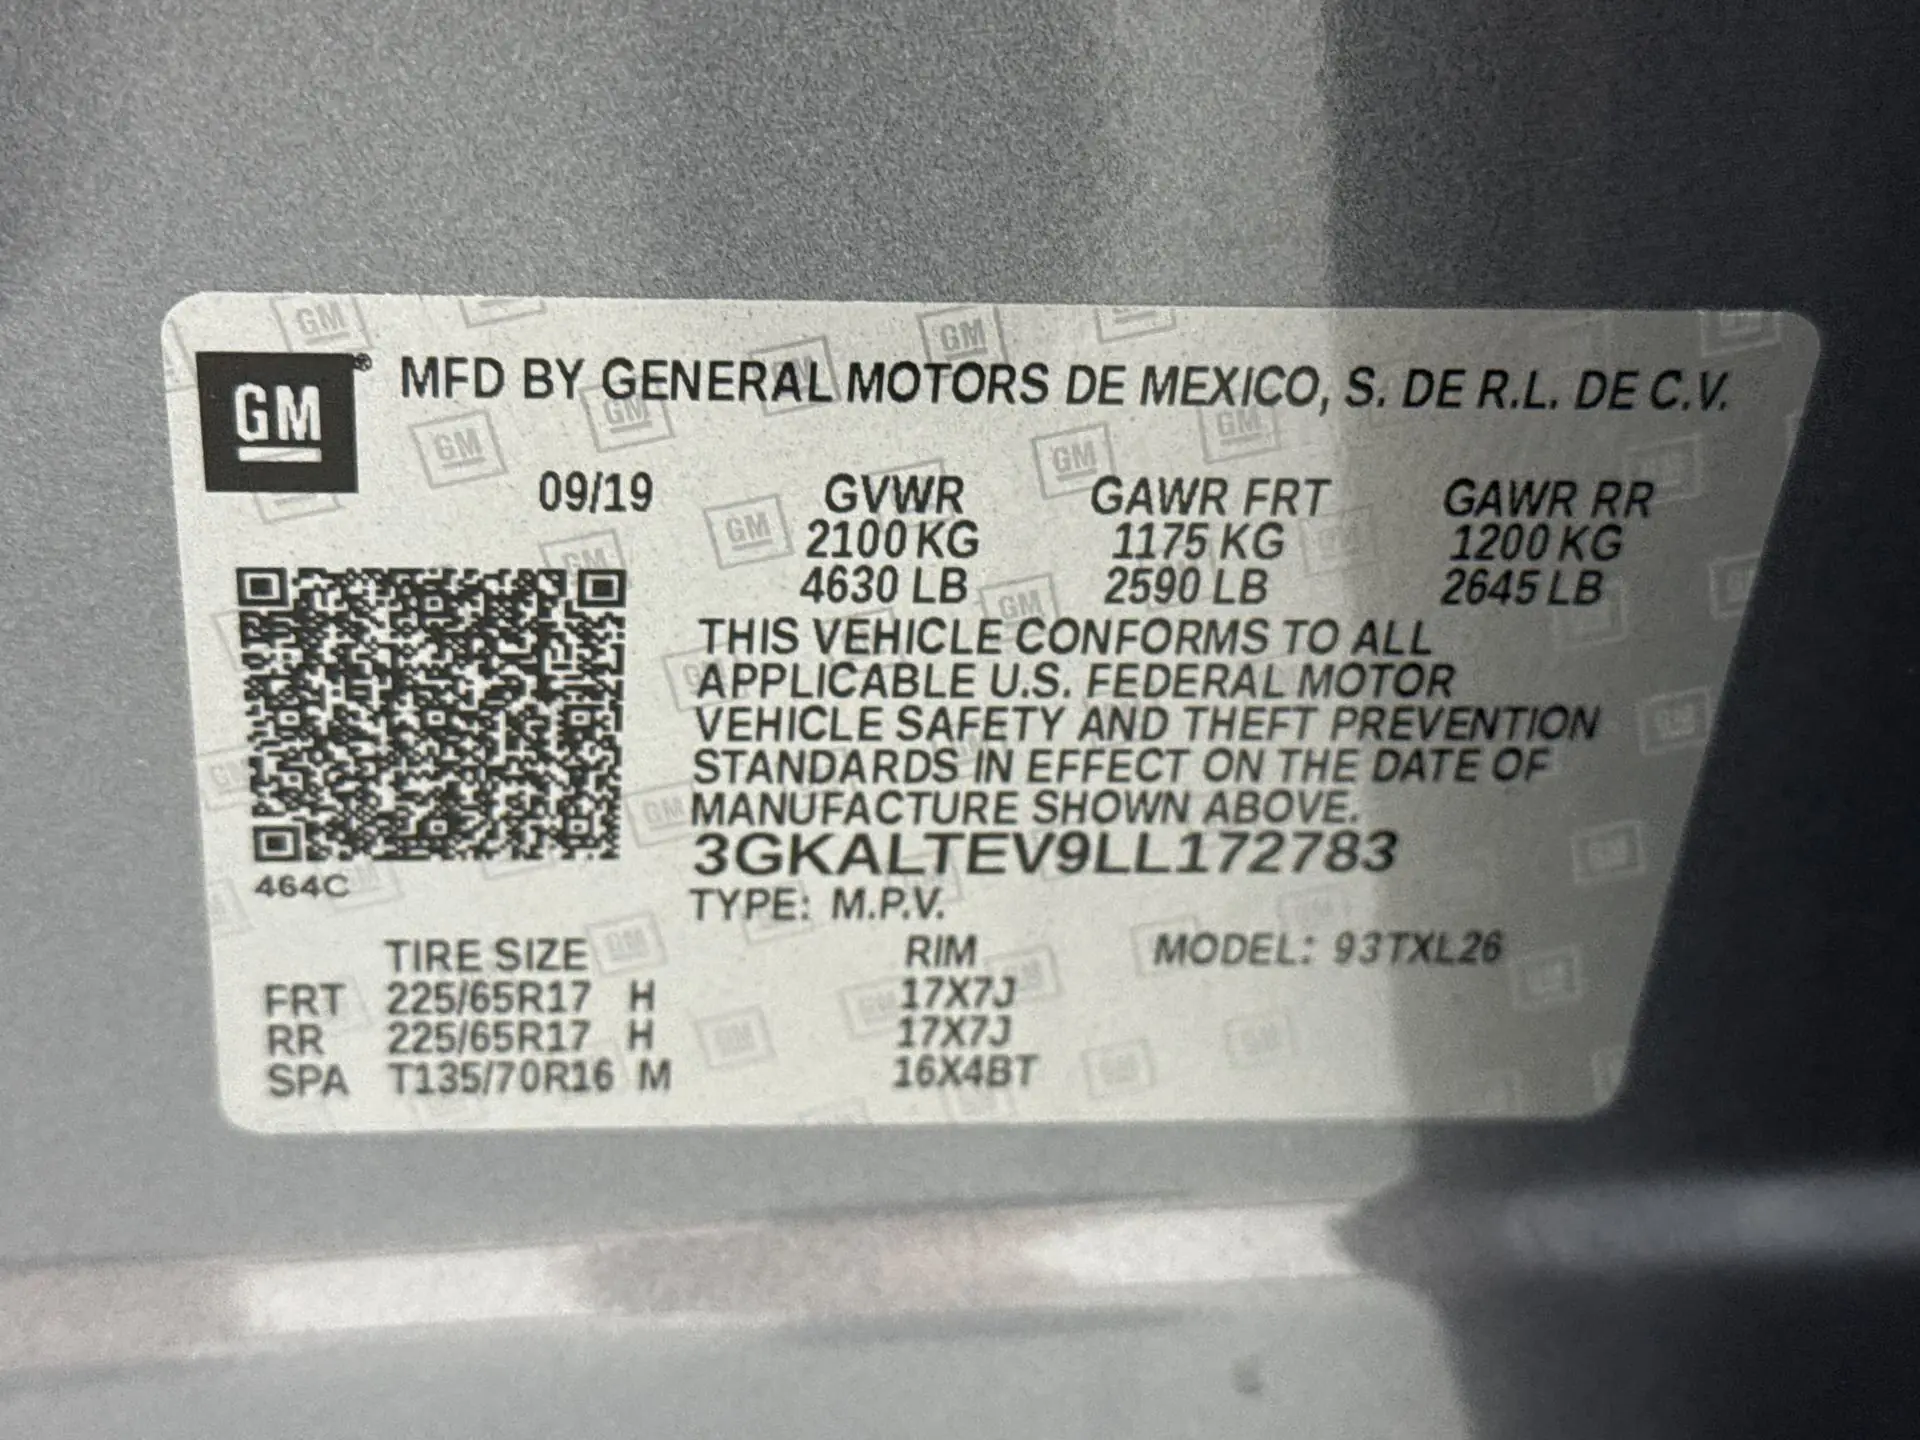 GM® MFD BY GENERAL MOTORS DE MEXICO, S. DE R.L. DE C.V.
09/19 GVWR GAWR FRT GAWR RR
2100 KG 1175 KG 1200 KG
4630 LB 2590 LB 2645 LB
THIS VEHICLE CONFORMS TO ALL
APPLICABLE U.S. FEDERAL MOTOR
VEHICLE SAFETY AND THEFT PREVENTION
STANDARDS IN EFFECT ON THE DATE OF
MANUFACTURE SHOWN ABOVE.
3GKALTEV9LL172783
464C
TYPE: M.P.V.
TIRE SIZE RIM MODEL: 93TXL26
FRT 225/65R17 H 17X7J
RR 225/65R17 H 17X7J
SPA T135/70R16 M 16X4BT